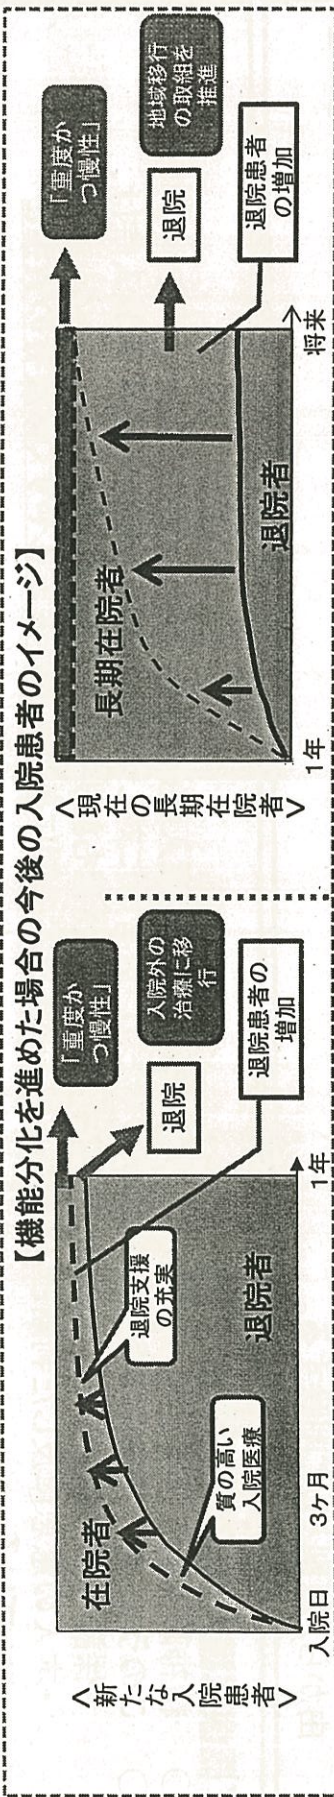 【機能分化を進めた場合の今後の入院患者のイメージ】
<新たな入院患者>
在院者
退院者
質の高い
入院医療
退院支援
の充実
入院日
3ヶ月
1年
「重度か
つ慢性」
退院
入院外の
治療に移
行
退院患者の
増加
<現在の長期在院者>
長期在院者
退院者
1年
将来
「重度か
つ慢性」
退院
地域移行
の取組を
推進
退院患者
の増加